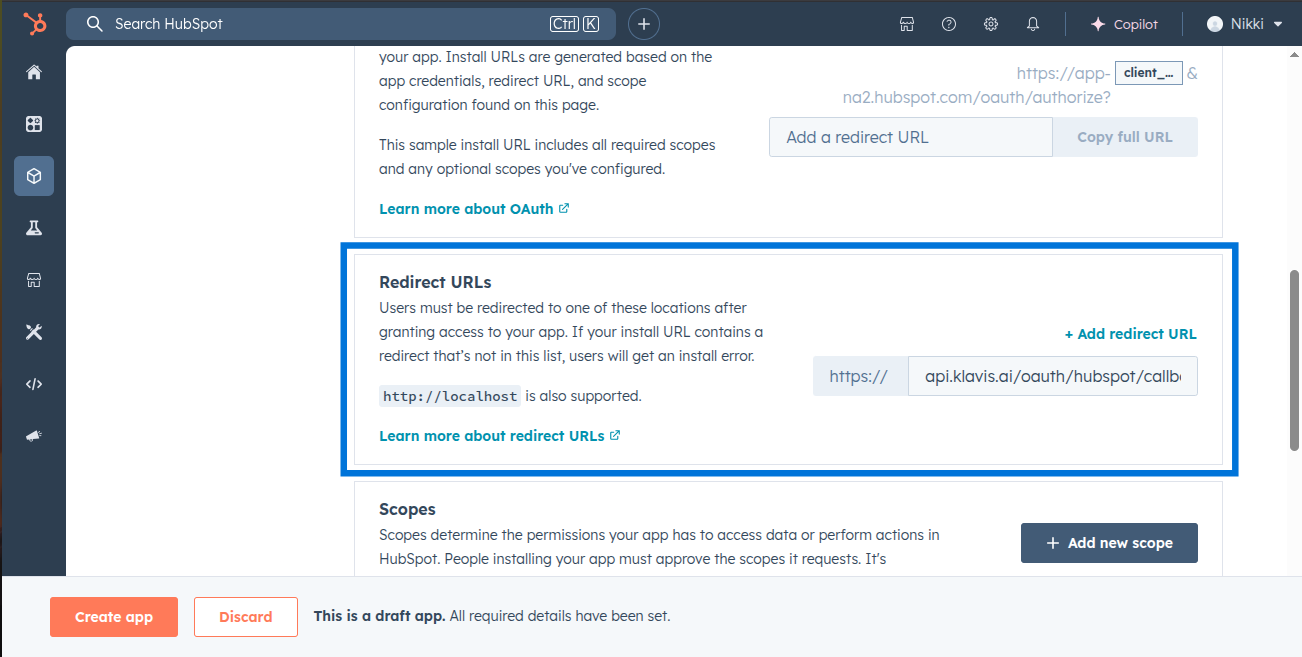 Search HubSpot
Ctrl K
Copilot
Nikki
your app. Install URLs are generated based on the
app credentials, redirect URL, and scope
configuration found on this page.
This sample install URL includes all required scopes
and any optional scopes you've configured.
Learn more about OAuth
https://app- client_... &
na2.hubspot.com/oauth/authorize?
Add a redirect URL
Copy full URL
Redirect URLs
Users must be redirected to one of these locations after
granting access to your app. If your install URL contains a
redirect that's not in this list, users will get an install error.
http://localhost is also supported.
Learn more about redirect URLs
+ Add redirect URL
https://
api.klavis.ai/oauth/hubspot/callb
Scopes
Scopes determine the permissions your app has to access data or perform actions in
HubSpot. People installing your app must approve the scopes it requests. It's
+ Add new scope
Create app
Discard
This is a draft app. All required details have been set.